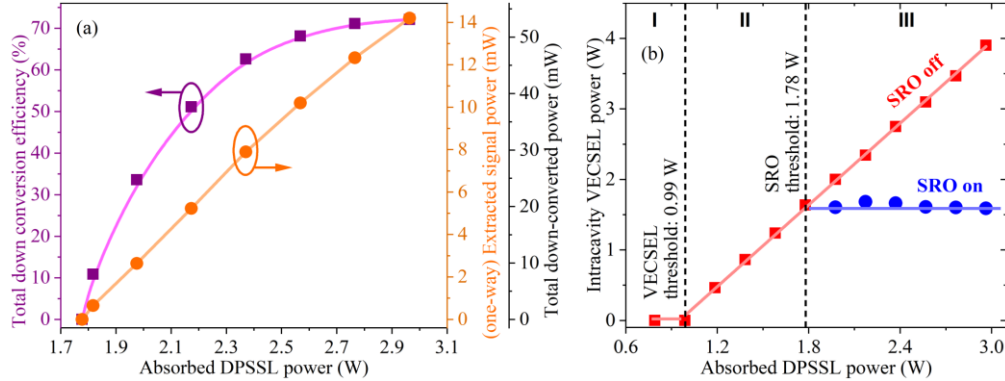 (a)
Total down conversion efficiency (%)
70
60
50
40
30
20
10
0
1.7
1.9
2.1
2.3
2.5
2.7
2.9
3.1
Absorbed DPSSL power (W)
14
12
10
8
6
4
2
0
(one-way) Extracted signal power (mW)
50
40
30
20
10
0
Total down-converted power (mW)
I
II
III
(b)
Intracavity VECSEL power (W)
4
3
2
1
0
VECSEL
threshold: 0.99 W
SRO
threshold: 1.78 W
SRO off
SRO on
0.6
1.2
1.8
2.4
3.0
Absorbed DPSSL power (W)